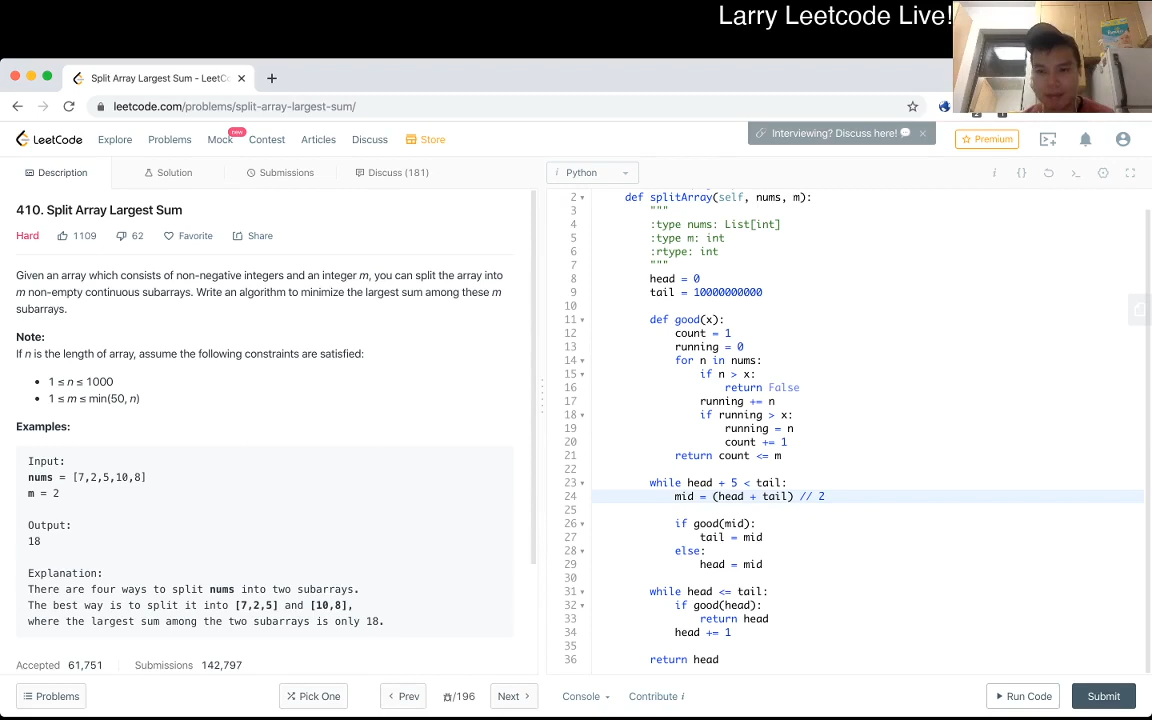 Larry Leetcode Live!
Split Array Largest Sum - LeetC
leetcode.com/problems/split-array-largest-sum/
LeetCode
Explore
Problems
Mock
new
Contest
Articles
Discuss
Store
Interviewing? Discuss here!
Premium
Description
Solution
Submissions
Discuss (181)
i Python
410. Split Array Largest Sum
Hard
1109
62
Favorite
Share
Given an array which consists of non-negative integers and an integer m, you can split the array into
m non-empty continuous subarrays. Write an algorithm to minimize the largest sum among these m
subarrays.
Note:
If n is the length of array, assume the following constraints are satisfied:
• 1 ≤ n ≤ 1000
• 1 ≤ m ≤ min(50, n)
Examples:
Input:
nums = [7,2,5,10,8]
m = 2
Output:
18
Explanation:
There are four ways to split nums into two subarrays.
The best way is to split it into [7,2,5] and [10,8],
where the largest sum among the two subarrays is only 18.
Accepted 61,751
Submissions 142,797
2 def splitArray(self, nums, m):
3 """
4 :type nums: List[int]
5 :type m: int
6 :rtype: int
7 """
8 head = 0
9 tail = 10000000000
10
11 def good(x):
12 count = 1
13 running = 0
14 for n in nums:
15 if n > x:
16 return False
17 running += n
18 if running > x:
19 running = n
20 count += 1
21 return count <= m
22
23 while head + 5 < tail:
24 mid = (head + tail) // 2
25
26 if good(mid):
27 tail = mid
28 else:
29 head = mid
30
31 while head <= tail:
32 if good(head):
33 return head
34 head += 1
35
36 return head
Problems
Pick One
Prev
/196
Next
Console
Contribute i
Run Code
Submit